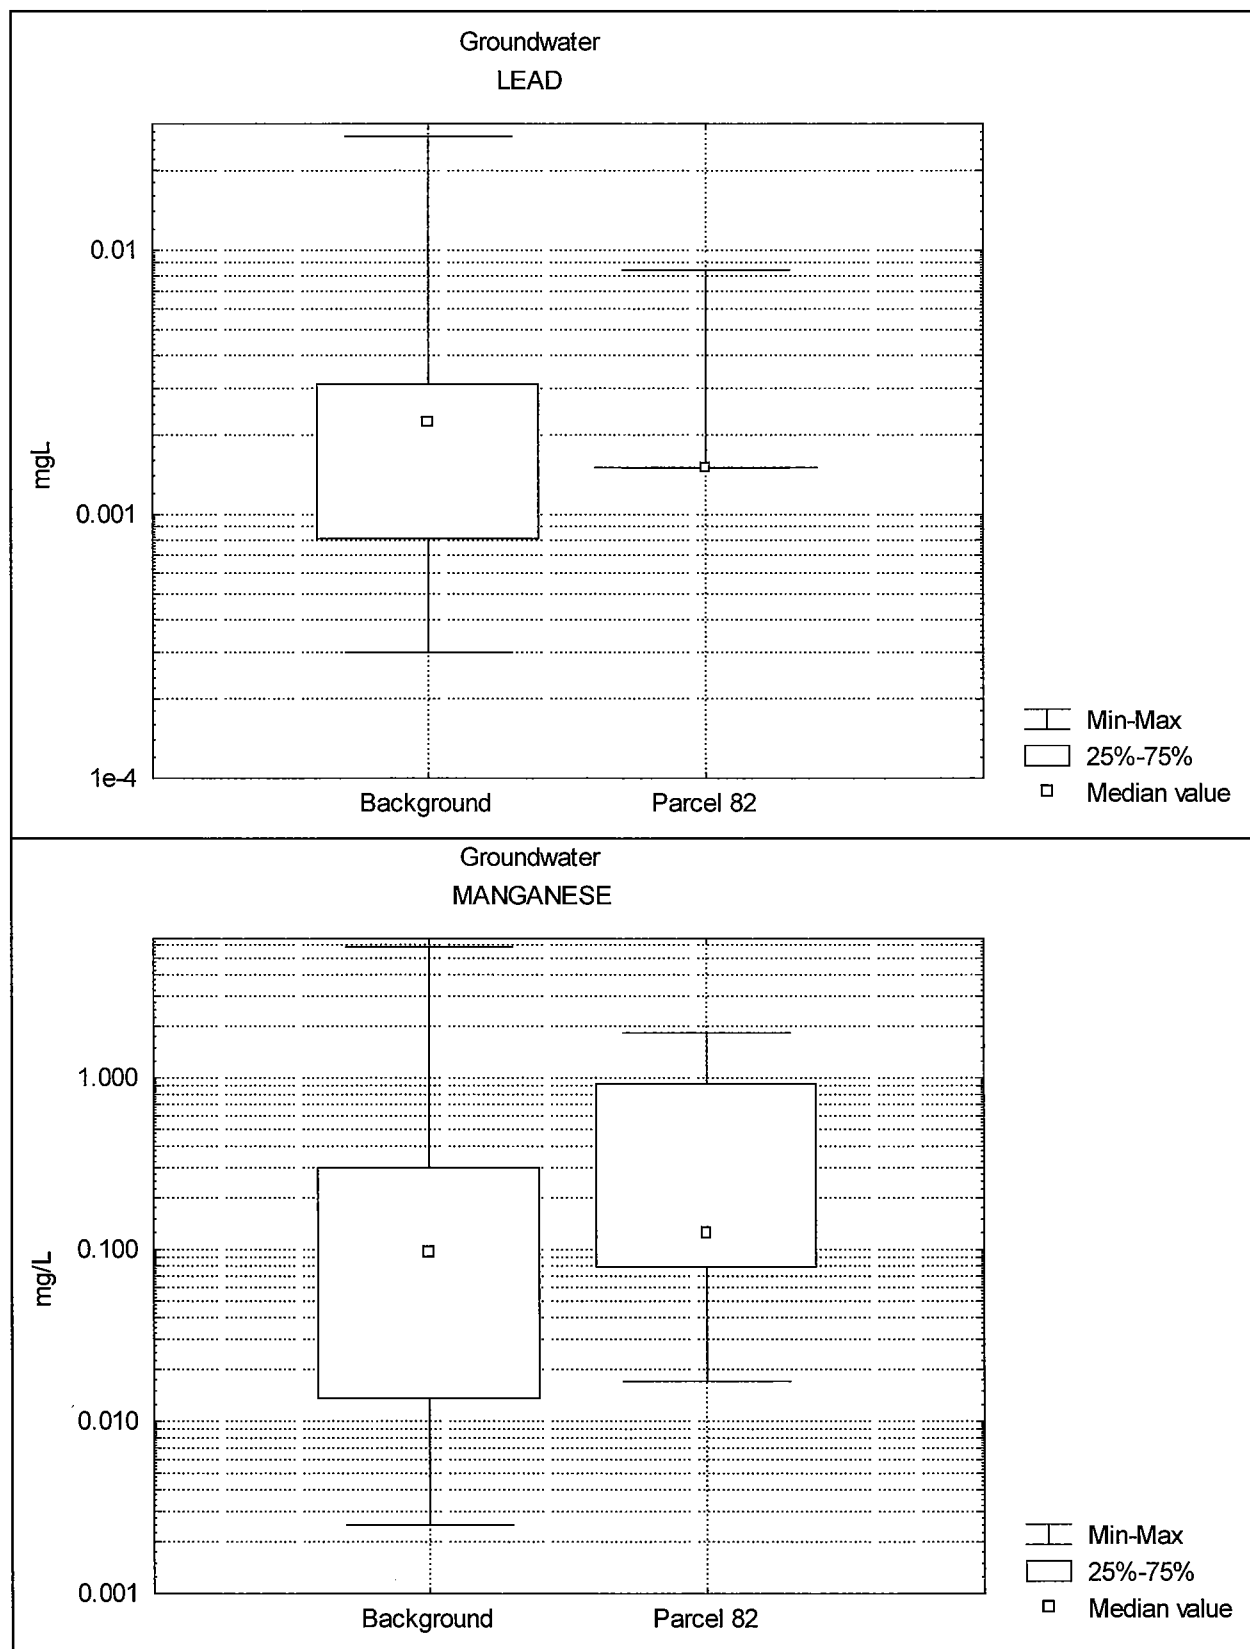 Groundwater
LEAD
mgL
0.01
0.001
1e-4
Background
Parcel 82
Min-Max
25%-75%
Median value
Groundwater
MANGANESE
mg/L
1.000
0.100
0.010
0.001
Background
Parcel 82
Min-Max
25%-75%
Median value